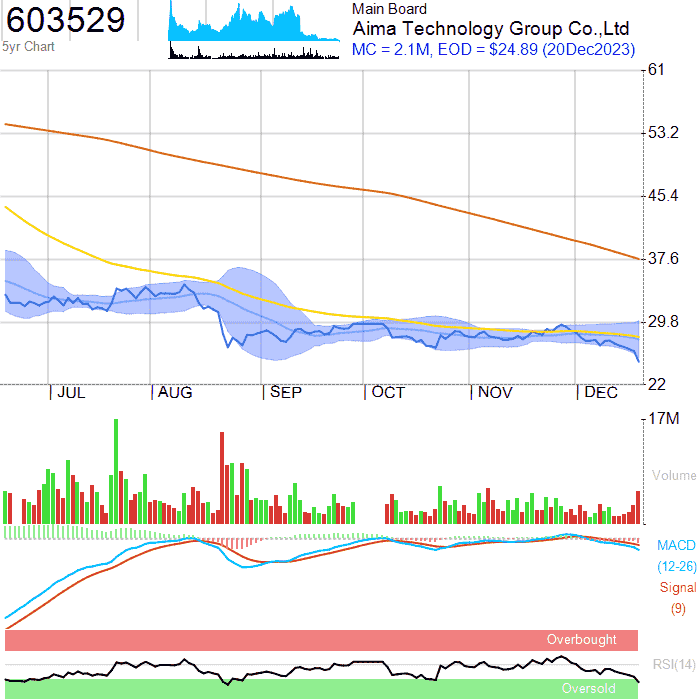 603529
5yr Chart
Main Board
Aima Technology Group Co.,Ltd
MC = 2.1M, EOD = $24.89 (20Dec2023)
61
53.2
45.4
37.6
29.8
22
JUL AUG SEP OCT NOV DEC
17M
Volume
MACD
(12-26)
Signal
(9)
Overbought
RSI(14)
Oversold